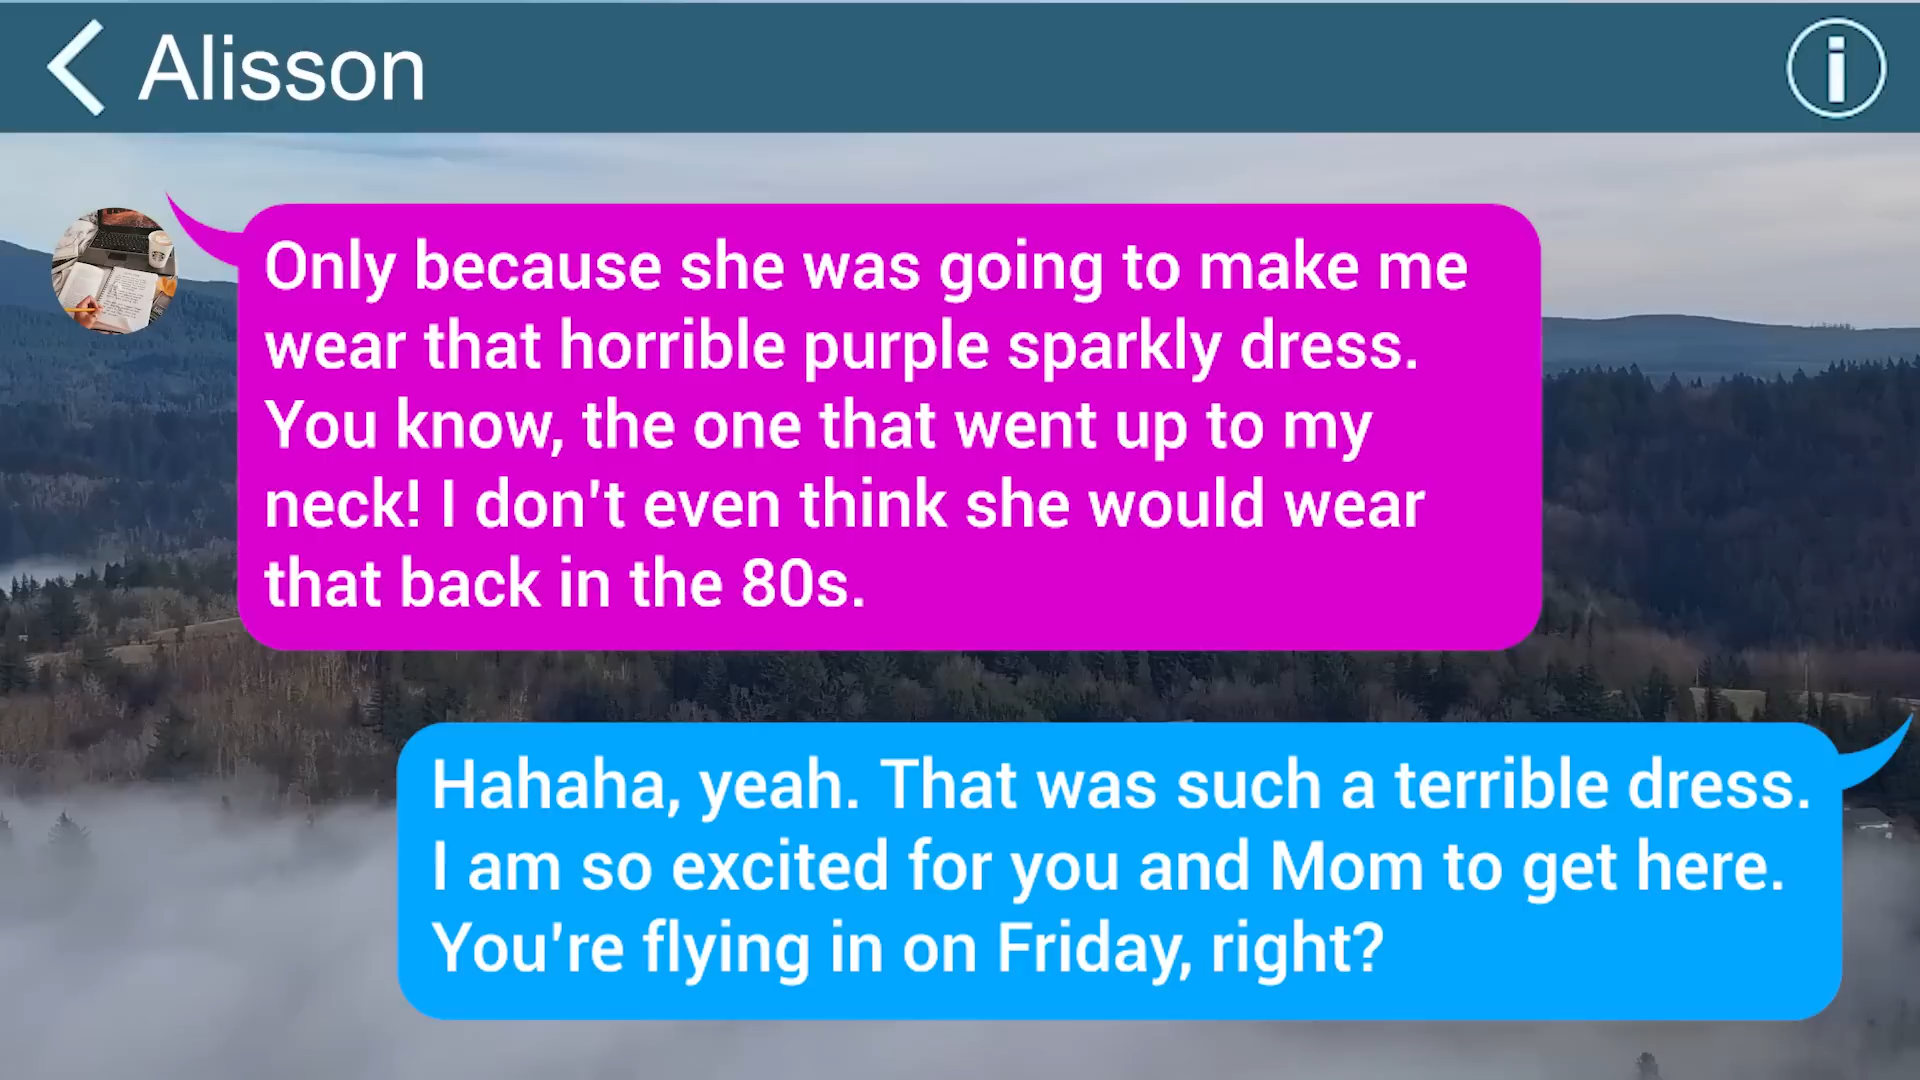 Alisson
Only because she was going to make me
wear that horrible purple sparkly dress.
You know, the one that went up to my
neck! I don't even think she would wear
that back in the 80s.
Hahaha, yeah. That was such a terrible dress.
I am so excited for you and Mom to get here.
You're flying in on Friday, right?